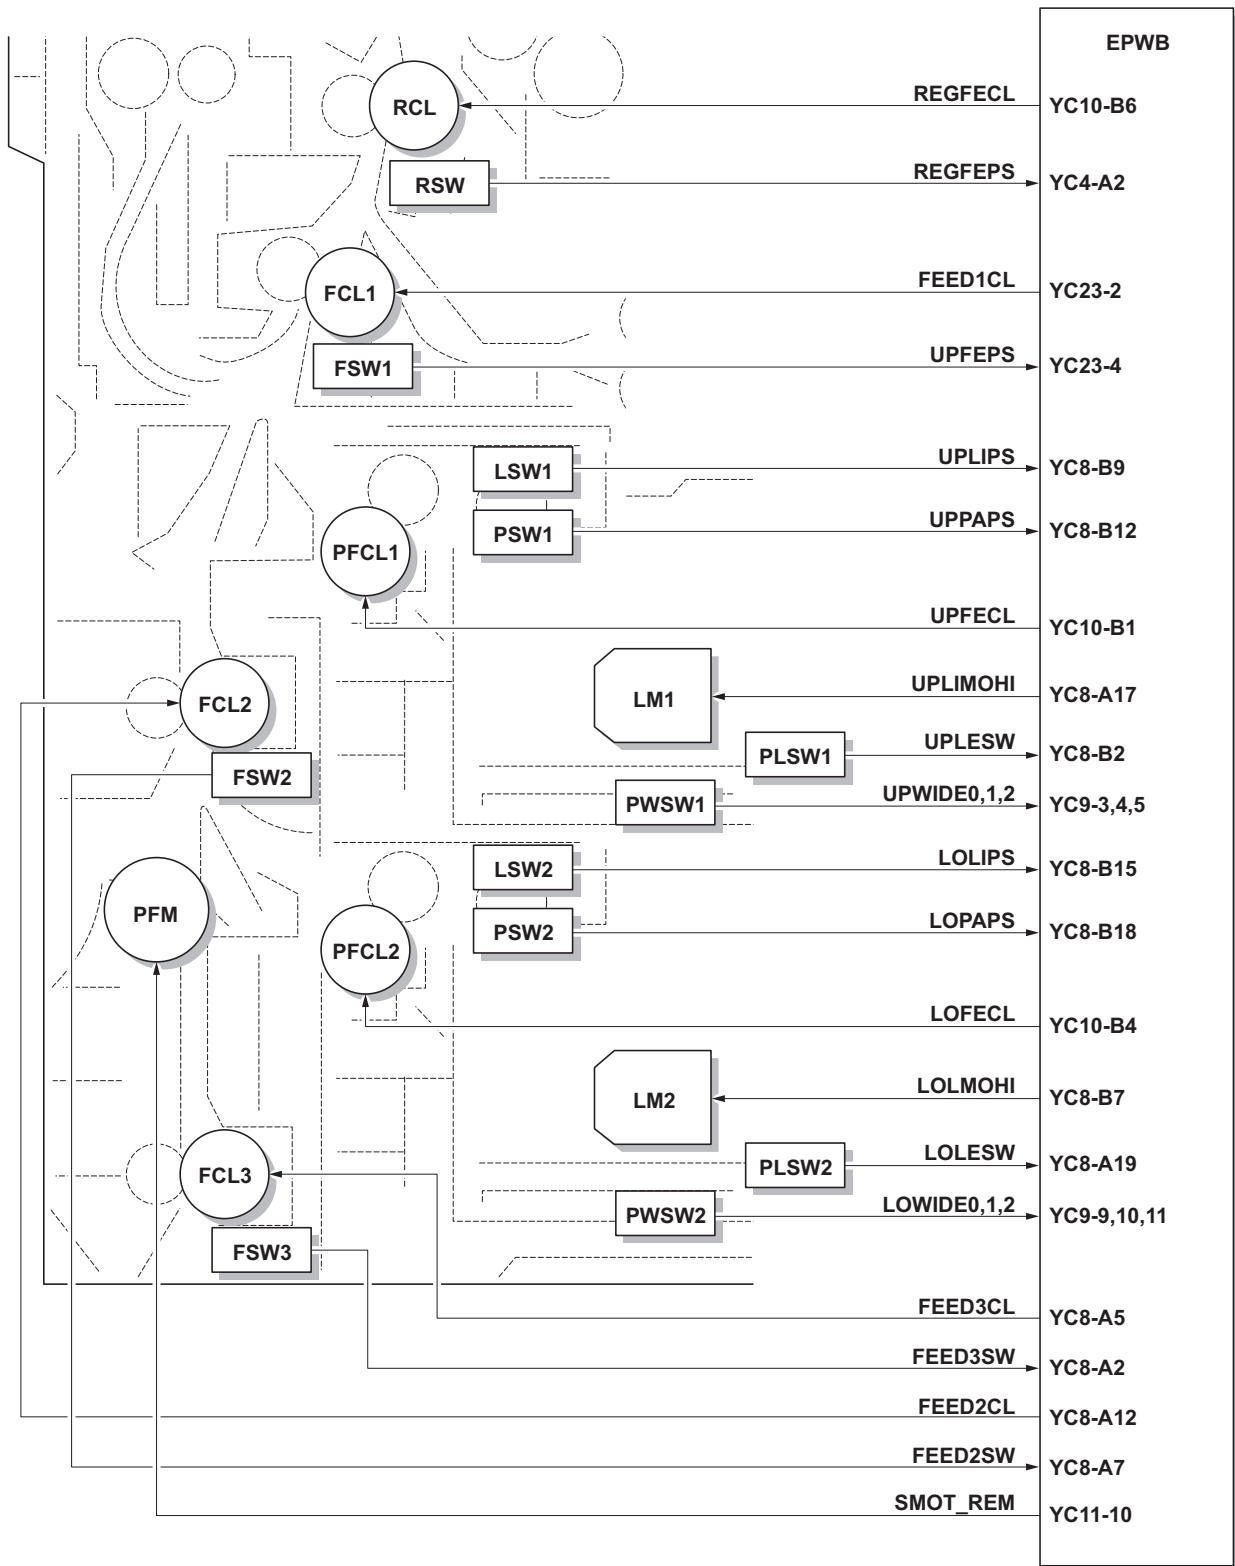 EPWB
RCL REGFECL YC10-B6
RSW REGFEPS YC4-A2
FCL1 FEED1CL YC23-2
FSW1 UPFEPS YC23-4
LSW1 UPLIPS YC8-B9
PFCL1 PSW1 UPPAPS YC8-B12
UPFECL YC10-B1
FCL2 LM1 UPLIMOHI YC8-A17
PLSW1 UPLESW YC8-B2
FSW2 PWSW1 UPWIDE0,1,2 YC9-3,4,5
LSW2 LOLIPS YC8-B15
PFM PFCL2 PSW2 LOPAPS YC8-B18
LOFECL YC10-B4
LM2 LOLMOHI YC8-B7
FCL3 PLSW2 LOLESW YC8-A19
PWSW2 LOWIDE0,1,2 YC9-9,10,11
FSW3
FEED3CL YC8-A5
FEED3SW YC8-A2
FEED2CL YC8-A12
FEED2SW YC8-A7
SMOT_REM YC11-10